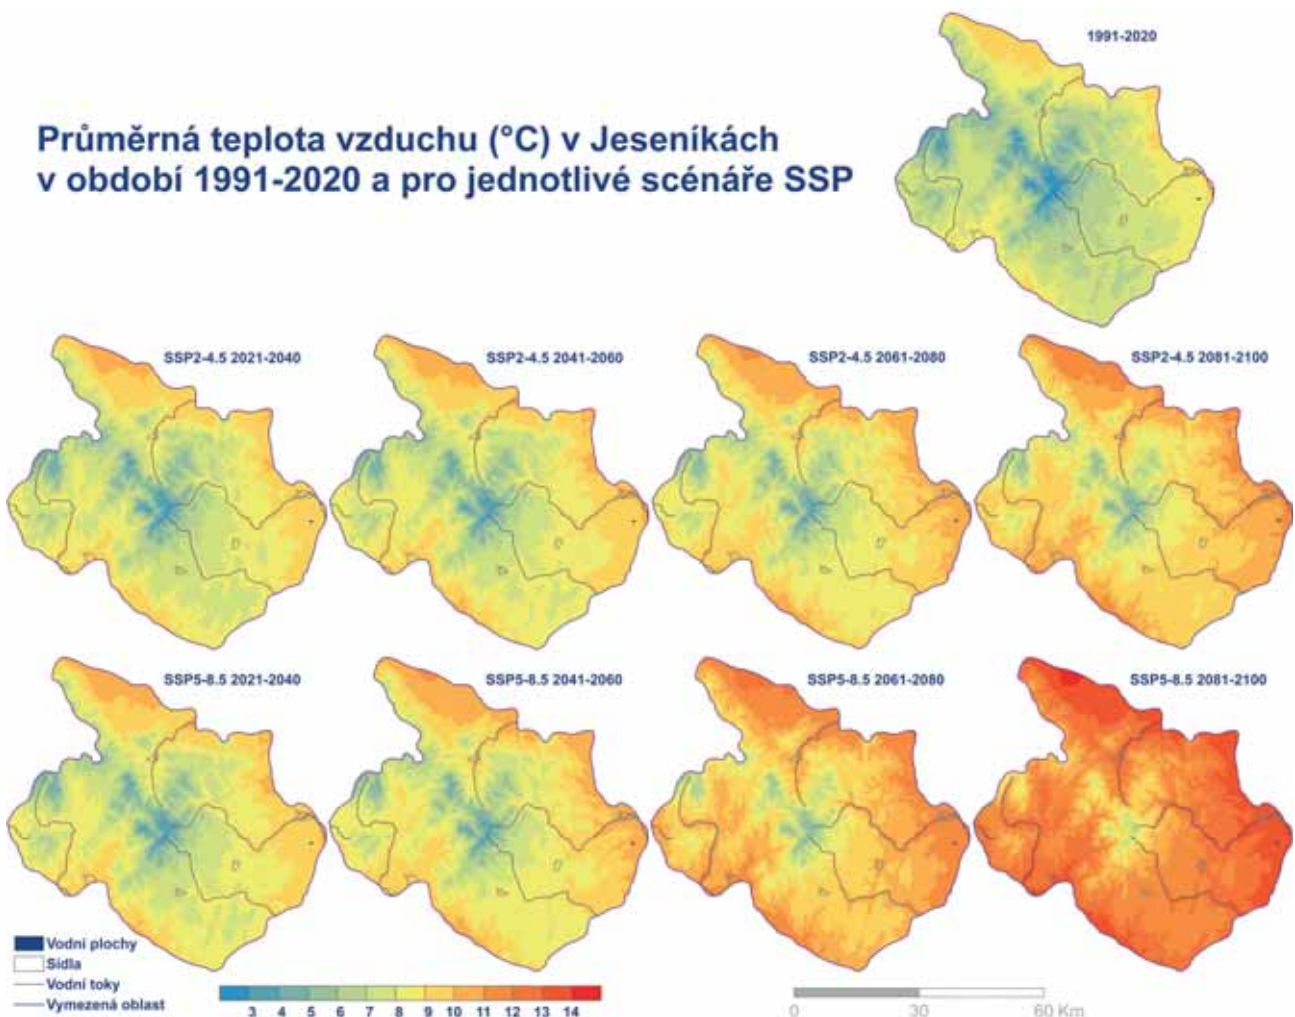 1991-2020
Průměrná teplota vzduchu (°C) v Jeseníkách
v období 1991-2020 a pro jednotlivé scénáře SSP
SSP2-4.5 2021-2040
SSP2-4.5 2041-2060
SSP2-4.5 2061-2080
SSP2-4.5 2081-2100
SSP5-8.5 2021-2040
SSP5-8.5 2041-2060
SSP5-8.5 2061-2080
SSP5-8.5 2081-2100
Vodní plochy
Sídla
Vodní toky
Vymezená oblast
3 4 5 6 7 8 9 10 11 12 13 14
0 30 60 Km